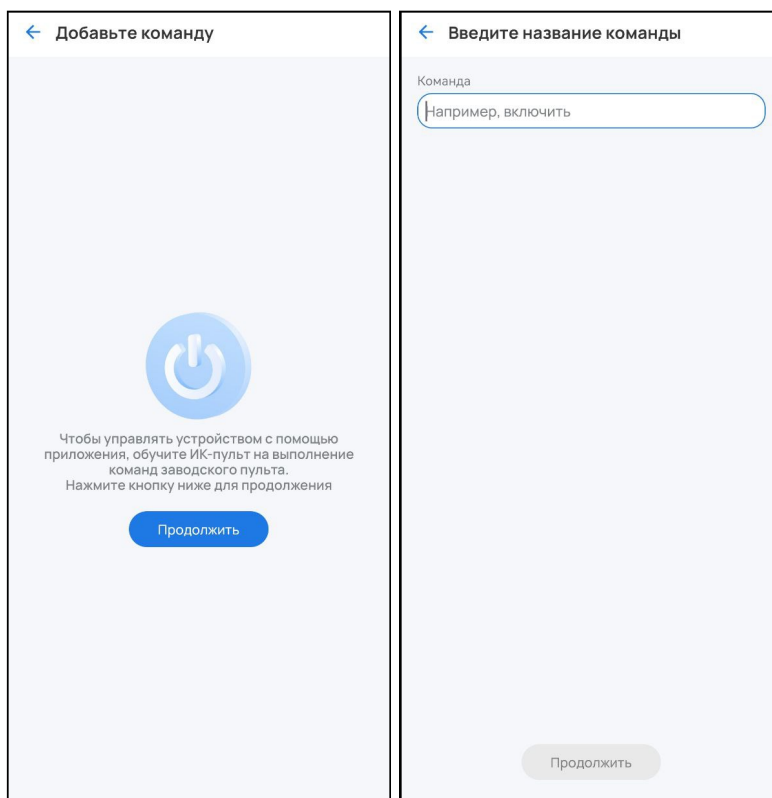 Добавьте команду
Чтобы управлять устройством с помощью
приложения, обучите ИК-пульт на выполнение
команд заводского пульта.
Нажмите кнопку ниже для продолжения
Продолжить
Введите название команды
Команда
Например, включить
Продолжить